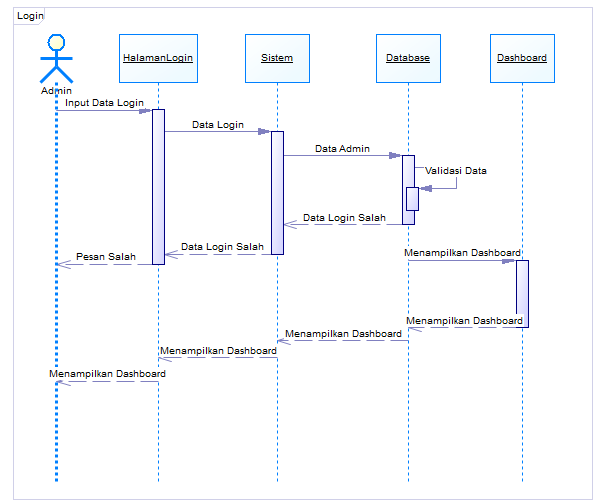 Login
HalamanLogin
Sistem
Database
Dashboard
Admin
Input Data Login
Data Login
Data Admin
Validasi Data
Data Login Salah
Data Login Salah
Pesan Salah
Menampilkan Dashboard
Menampilkan Dashboard
Menampilkan Dashboard
Menampilkan Dashboard
Menampilkan Dashboard